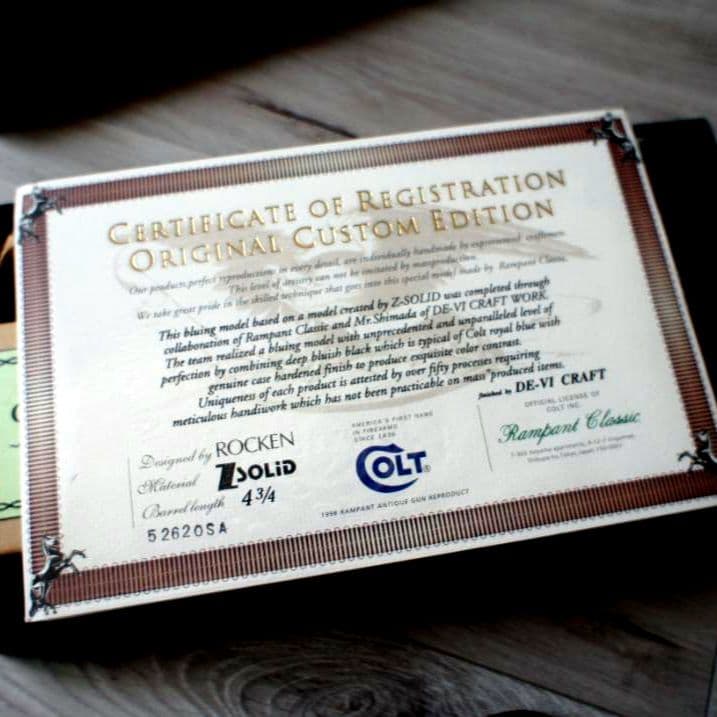 CERTIFICATE OF REGISTRATION
ORIGINAL CUSTOM EDITION
Our products,perfect reproductions in every detail, are individually handmade by experienced craftsmen.
This level of artistry can not be imitated by massproduction.
We take great pride in the skilled technique that goes into this special model made by Rampant Classic.
This bluing model based on a model created by Z-SOLID was completed through
collaboration of Rampant Classic and Mr.Shimada of DE-VI CRAFT WORK.
The team realized a bluing model with unprecedented and unparalleled level of
perfection by combining deep bluish black which is typical of Colt royal blue with
genuine case hardened finish to produce exquisite color contrast.
Uniqueness of each product is attested by over fifty processes requiring
meticulous handiwork which has not been practicable on mass produced items.
finished by DE-VI CRAFT
Designed by ROCKEN
Material Z SOLiD
Barrel length 4 3/4
52620SA
AMERICA'S FIRST NAME
IN FIREARMS
SINCE 1836
COLT®
1998 RAMPANT ANTIQUE GUN REPRODUCT
OFFICIAL LICENSE OF
COLT INC.
Rampant Classic